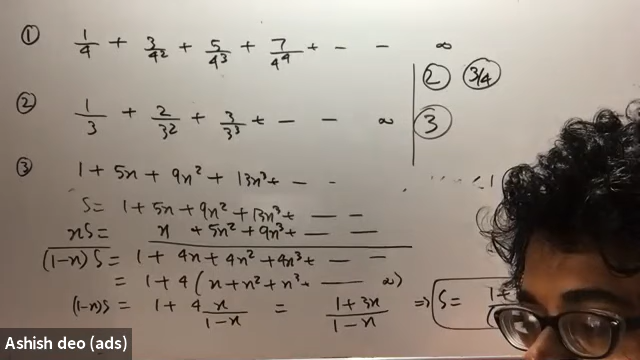 ① 1/4 + 3/4² + 5/4³ + 7/4⁴ + – – ∞
② 3/4
② 1/3 + 2/3² + 3/3³ + – – ∞
③
③ 1 + 5x + 9x² + 13x³ + – –
S = 1 + 5x + 9x² + 13x³ + — —
xS = x + 5x² + 9x³ + — —
(1-x) S = 1 + 4x + 4x² + 4x³ + — –
= 1 + 4 ( x + x² + x³ + — ∞)
(1-x)S = 1 + 4 x/1-x = 1+3x/1-x ⇒ S = 1+
Ashish deo (ads)